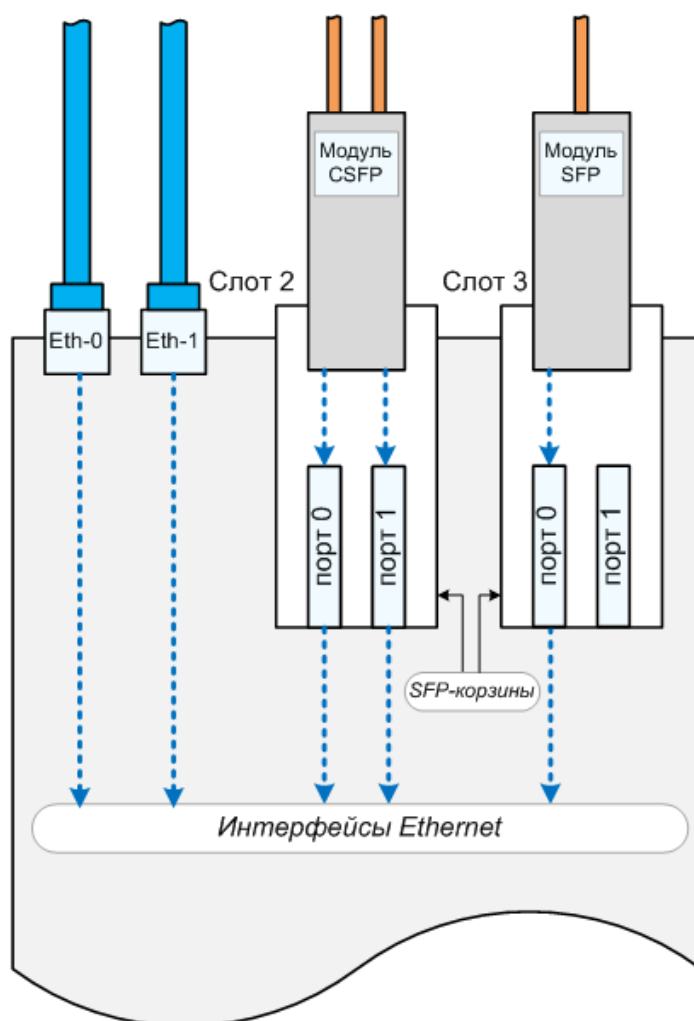 Модуль
CSFP
Модуль
SFP
Слот 2
Слот 3
Eth-0
Eth-1
порт 0
порт 1
порт 0
порт 1
SFP-корзины
Интерфейсы Ethernet